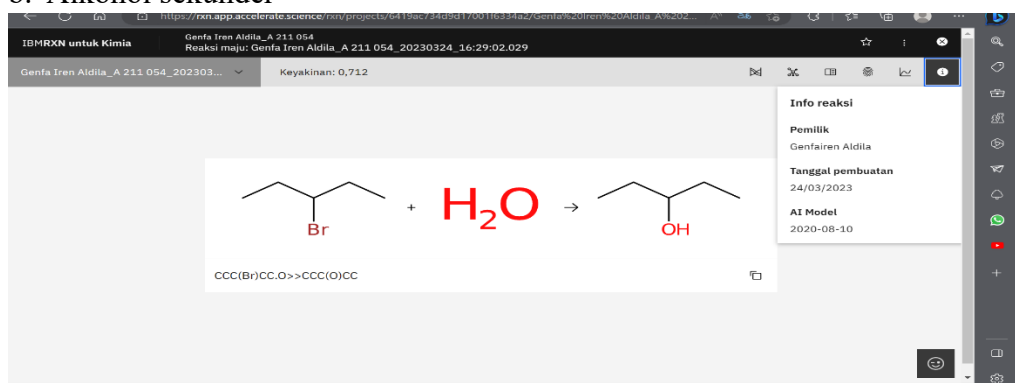 https://rxn.app.accelerate.science/rxn/projects/6419ac734d9d17001f6334a2/Genfa%20Iren%20Aldila_A%202...
IBMRXN untuk Kimia
Genfa Iren Aldila_A 211 054
Reaksi maju: Genfa Iren Aldila_A 211 054_20230324_16:29:02.029
Genfa Iren Aldila_A 211 054_202303...
Keyakinan: 0,712
Info reaksi
Pemilik
Genfairen Aldila
Tanggal pembuatan
24/03/2023
AI Model
2020-08-10
Br
+
H₂O
→
OH
CCC(Br)CC.O>>CCC(O)CC